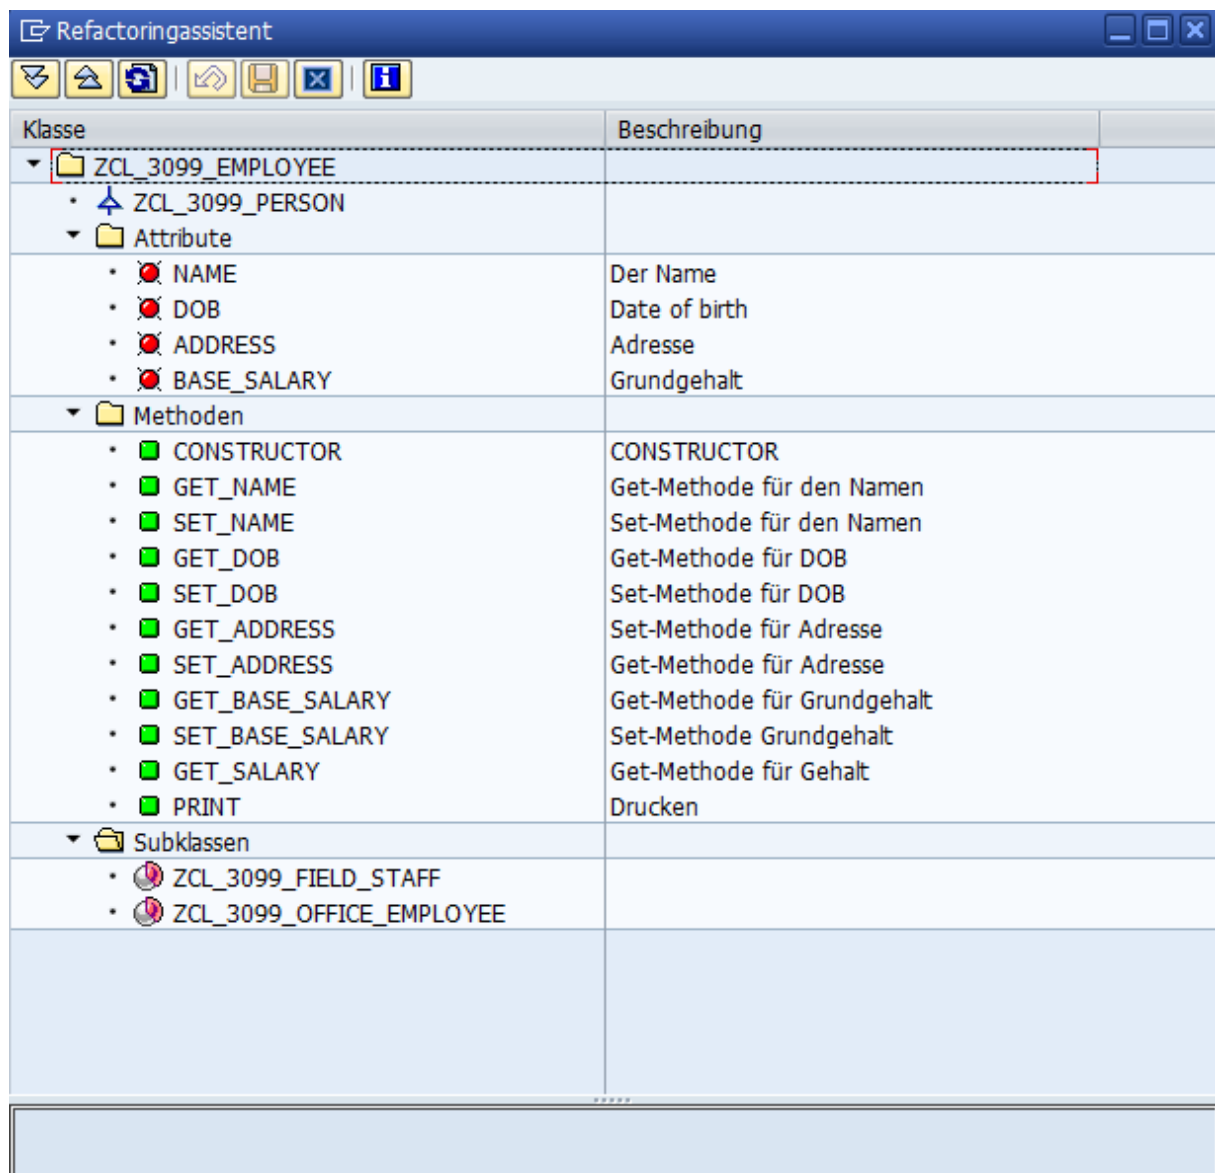 Refactoringassistent
Klasse Beschreibung
ZCL_3099_EMPLOYEE
ZCL_3099_PERSON
Attribute
NAME Der Name
DOB Date of birth
ADDRESS Adresse
BASE_SALARY Grundgehalt
Methoden
CONSTRUCTOR CONSTRUCTOR
GET_NAME Get-Methode für den Namen
SET_NAME Set-Methode für den Namen
GET_DOB Get-Methode für DOB
SET_DOB Set-Methode für DOB
GET_ADDRESS Set-Methode für Adresse
SET_ADDRESS Get-Methode für Adresse
GET_BASE_SALARY Get-Methode für Grundgehalt
SET_BASE_SALARY Set-Methode Grundgehalt
GET_SALARY Get-Methode für Gehalt
PRINT Drucken
Subklassen
ZCL_3099_FIELD_STAFF
ZCL_3099_OFFICE_EMPLOYEE